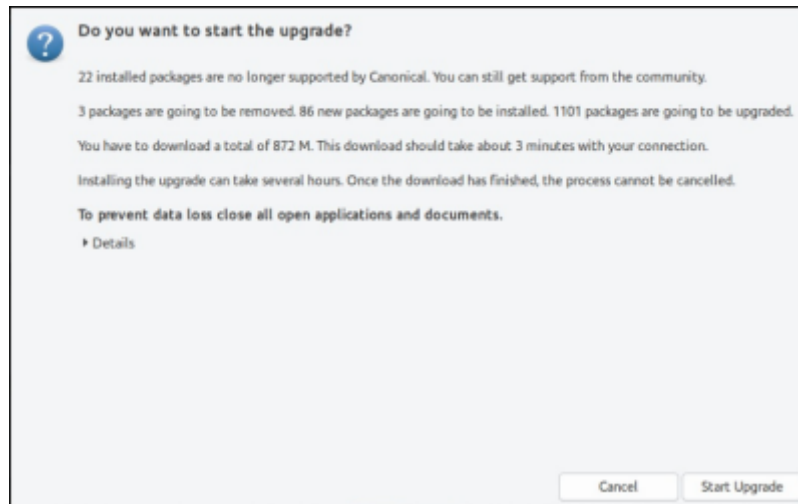 Do you want to start the upgrade?
22 installed packages are no longer supported by Canonical. You can still get support from the community.
3 packages are going to be removed. 86 new packages are going to be installed. 1101 packages are going to be upgraded.
You have to download a total of 872 M. This download should take about 3 minutes with your connection.
Installing the upgrade can take several hours. Once the download has finished, the process cannot be cancelled.
To prevent data loss close all open applications and documents.
Details
Cancel
Start Upgrade